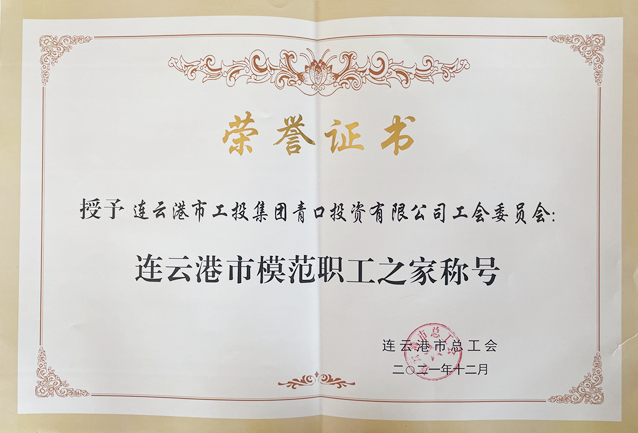 荣誉证书
授予 连云港市工投集团青口投资有限公司工会委员会：
连云港市模范职工之家称号
连云港市总工会
二〇二一年十二月